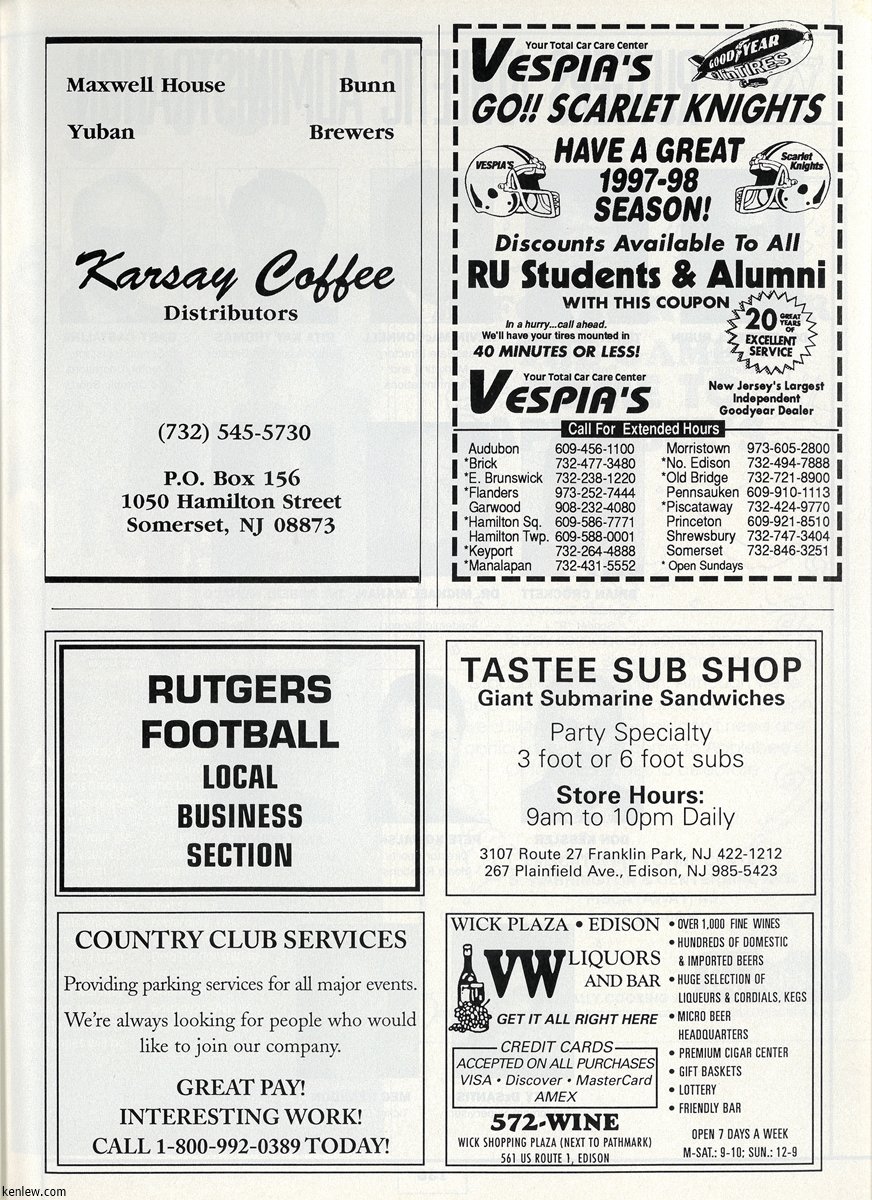 Maxwell House Bunn
Yuban Brewers
Karsay Coffee
Distributors
(732) 545-5730
P.O. Box 156
1050 Hamilton Street
Somerset, NJ 08873
Your Total Car Care Center
VESPIA'S
GOODYEAR
#1 in TIRES
GO!! SCARLET KNIGHTS
VESPIA'S
HAVE A GREAT
1997-98
SEASON!
Scarlet
Knights
Discounts Available To All
RU Students & Alumni
WITH THIS COUPON
In a hurry...call ahead.
We'll have your tires mounted in
40 MINUTES OR LESS!
20 GREAT
YEARS
OF
EXCELLENT
SERVICE
Your Total Car Care Center
VESPIA'S
New Jersey's Largest
Independent
Goodyear Dealer
Call For Extended Hours
Audubon 609-456-1100
*Brick 732-477-3480
*E. Brunswick 732-238-1220
*Flanders 973-252-7444
Garwood 908-232-4080
*Hamilton Sq. 609-586-7771
Hamilton Twp. 609-588-0001
*Keyport 732-264-4888
*Manalapan 732-431-5552
Morristown 973-605-2800
*No. Edison 732-494-7888
*Old Bridge 732-721-8900
Pennsauken 609-910-1113
*Piscataway 732-424-9770
Princeton 609-921-8510
Shrewsbury 732-747-3404
Somerset 732-846-3251
* Open Sundays
RUTGERS
FOOTBALL
LOCAL
BUSINESS
SECTION
TASTEE SUB SHOP
Giant Submarine Sandwiches
Party Specialty
3 foot or 6 foot subs
Store Hours:
9am to 10pm Daily
3107 Route 27 Franklin Park, NJ 422-1212
267 Plainfield Ave., Edison, NJ 985-5423
COUNTRY CLUB SERVICES
Providing parking services for all major events.
We're always looking for people who would
like to join our company.
GREAT PAY!
INTERESTING WORK!
CALL 1-800-992-0389 TODAY!
WICK PLAZA • EDISON
VW LIQUORS
AND BAR
GET IT ALL RIGHT HERE
CREDIT CARDS
ACCEPTED ON ALL PURCHASES
VISA • Discover • MasterCard
AMEX
572-WINE
WICK SHOPPING PLAZA (NEXT TO PATHMARK)
561 US ROUTE 1, EDISON
• OVER 1,000 FINE WINES
• HUNDREDS OF DOMESTIC
& IMPORTED BEERS
• HUGE SELECTION OF
LIQUEURS & CORDIALS, KEGS
• MICRO BEER
HEADQUARTERS
• PREMIUM CIGAR CENTER
• GIFT BASKETS
• LOTTERY
• FRIENDLY BAR
OPEN 7 DAYS A WEEK
M-SAT.: 9-10; SUN.: 12-9
kenlew.com